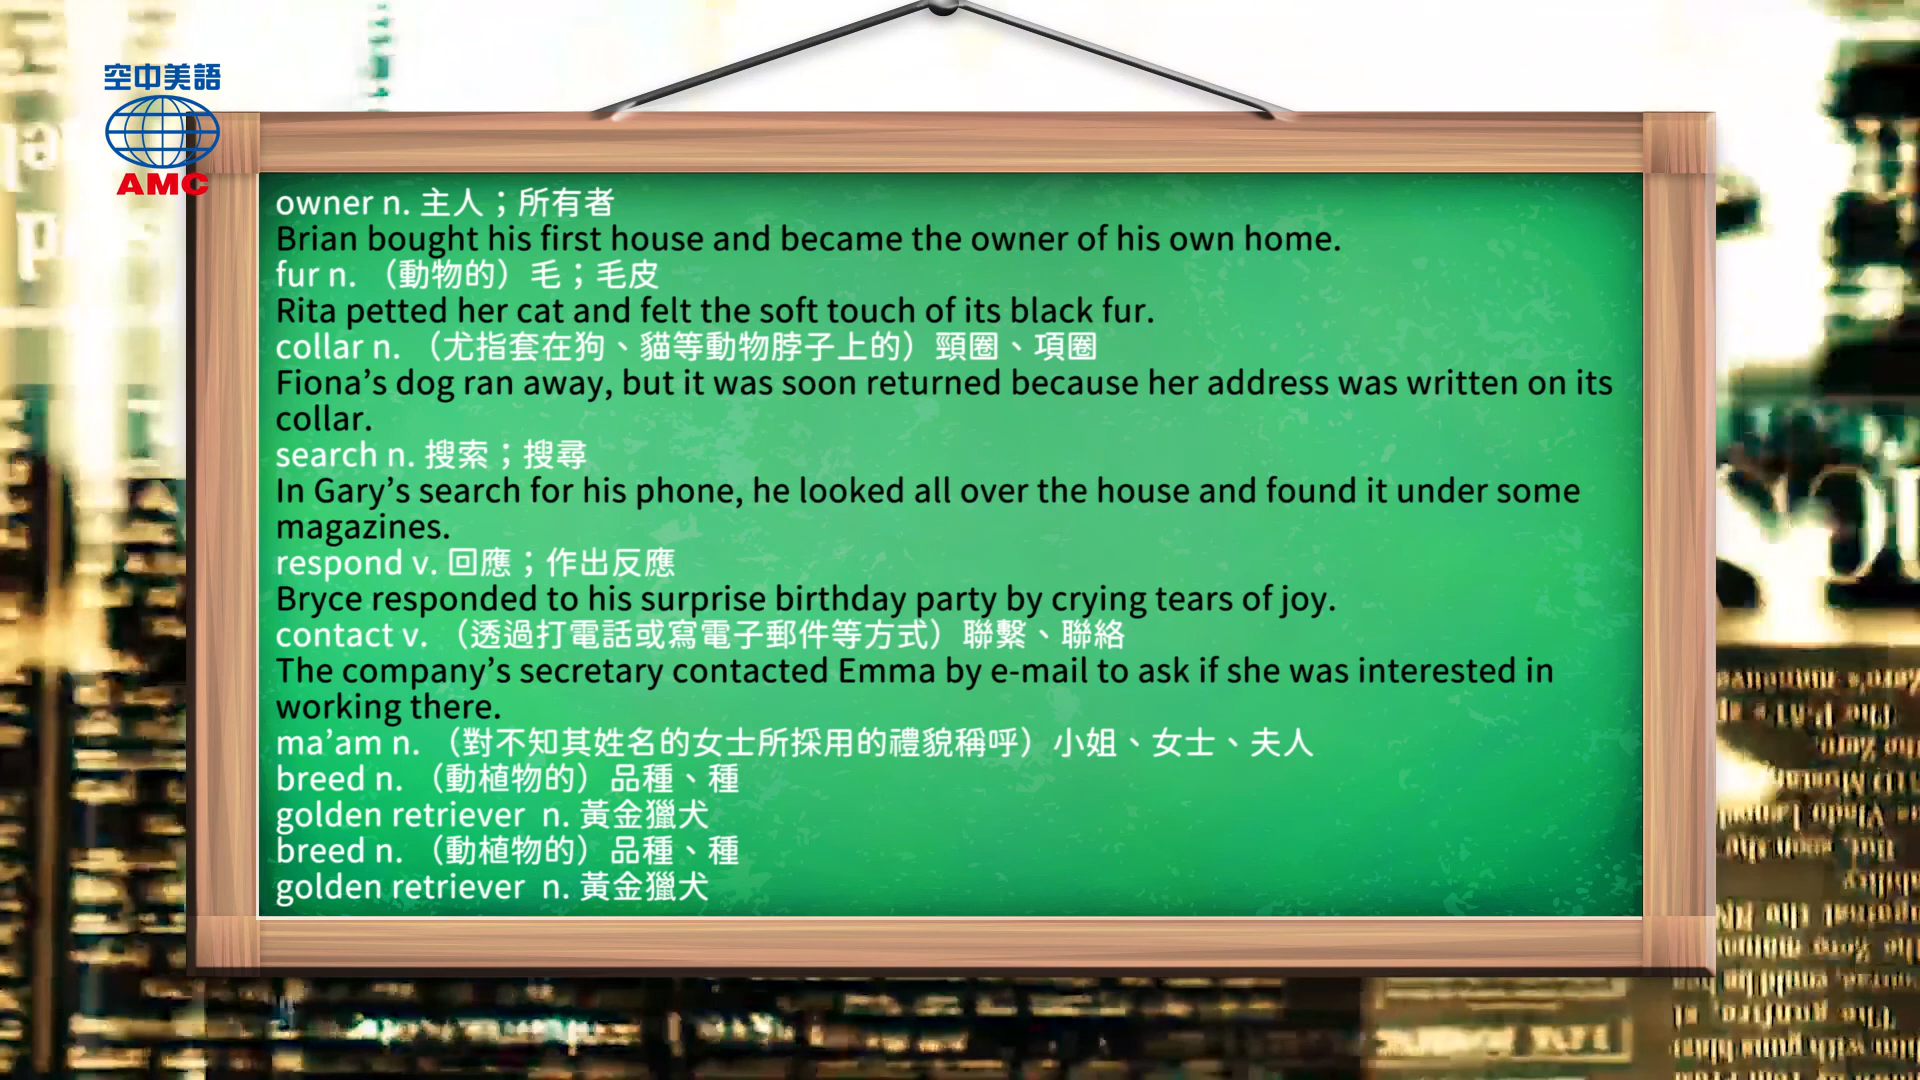 空中美語
AMC
owner n. 主人；所有者
Brian bought his first house and became the owner of his own home.
fur n. （動物的）毛；毛皮
Rita petted her cat and felt the soft touch of its black fur.
collar n. （尤指套在狗、貓等動物脖子上的）頸圈、項圈
Fiona’s dog ran away, but it was soon returned because her address was written on its
collar.
search n. 搜索；搜尋
In Gary’s search for his phone, he looked all over the house and found it under some
magazines.
respond v. 回應；作出反應
Bryce responded to his surprise birthday party by crying tears of joy.
contact v. （透過打電話或寫電子郵件等方式）聯繫、聯絡
The company’s secretary contacted Emma by e-mail to ask if she was interested in
working there.
ma’am n. （對不知其姓名的女士所採用的禮貌稱呼）小姐、女士、夫人
breed n. （動植物的）品種、種
golden retriever  n. 黃金獵犬
breed n. （動植物的）品種、種
golden retriever  n. 黃金獵犬